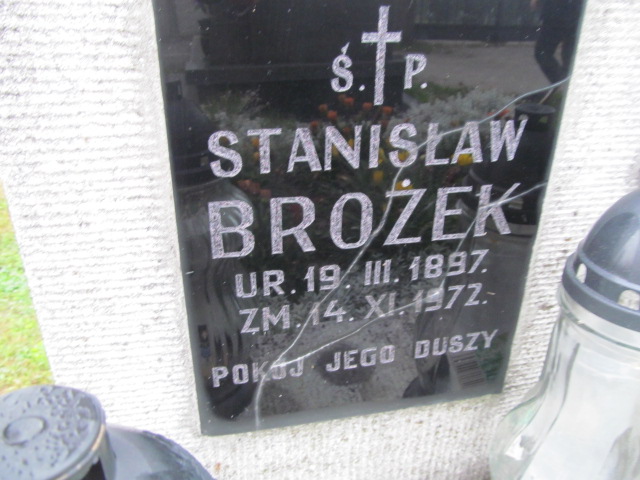 Ś. P.
STANISŁAW
BROŻEK
UR. 19. III. 1897.
ZM. 14. XI. 1972.
POKÓJ JEGO DUSZY